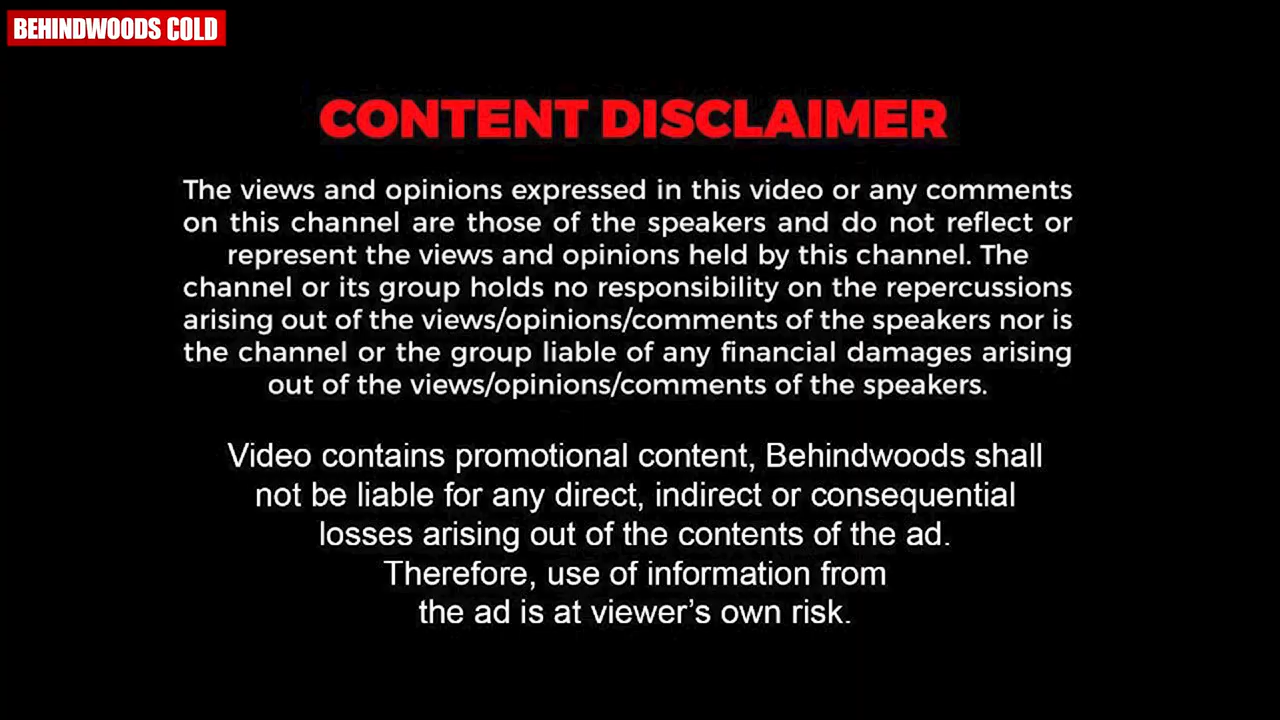 BEHINDWOODS COLD
CONTENT DISCLAIMER
The views and opinions expressed in this video or any comments
on this channel are those of the speakers and do not reflect or
represent the views and opinions held by this channel. The
channel or its group holds no responsibility on the repercussions
arising out of the views/opinions/comments of the speakers nor is
the channel or the group liable of any financial damages arising
out of the views/opinions/comments of the speakers.
Video contains promotional content, Behindwoods shall
not be liable for any direct, indirect or consequential
losses arising out of the contents of the ad.
Therefore, use of information from
the ad is at viewer’s own risk.